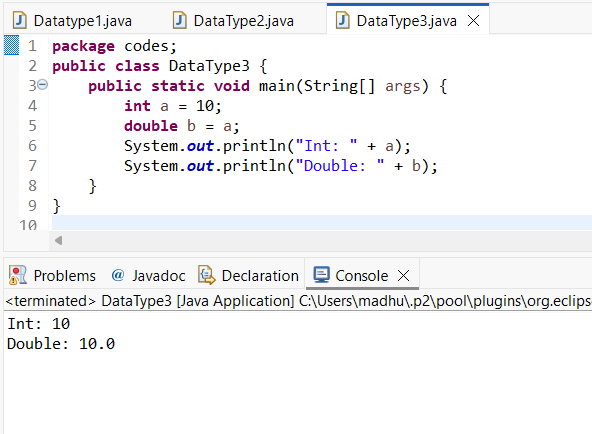 Datatype1.java DataType2.java DataType3.java
1 package codes;
2 public class DataType3 {
3 public static void main(String[] args) {
4 int a = 10;
5 double b = a;
6 System.out.println("Int: " + a);
7 System.out.println("Double: " + b);
8 }
9 }
10
Problems @ Javadoc Declaration Console
<terminated> DataType3 [Java Application] C:\Users\madhu\.p2\pool\plugins\org.eclips
Int: 10
Double: 10.0